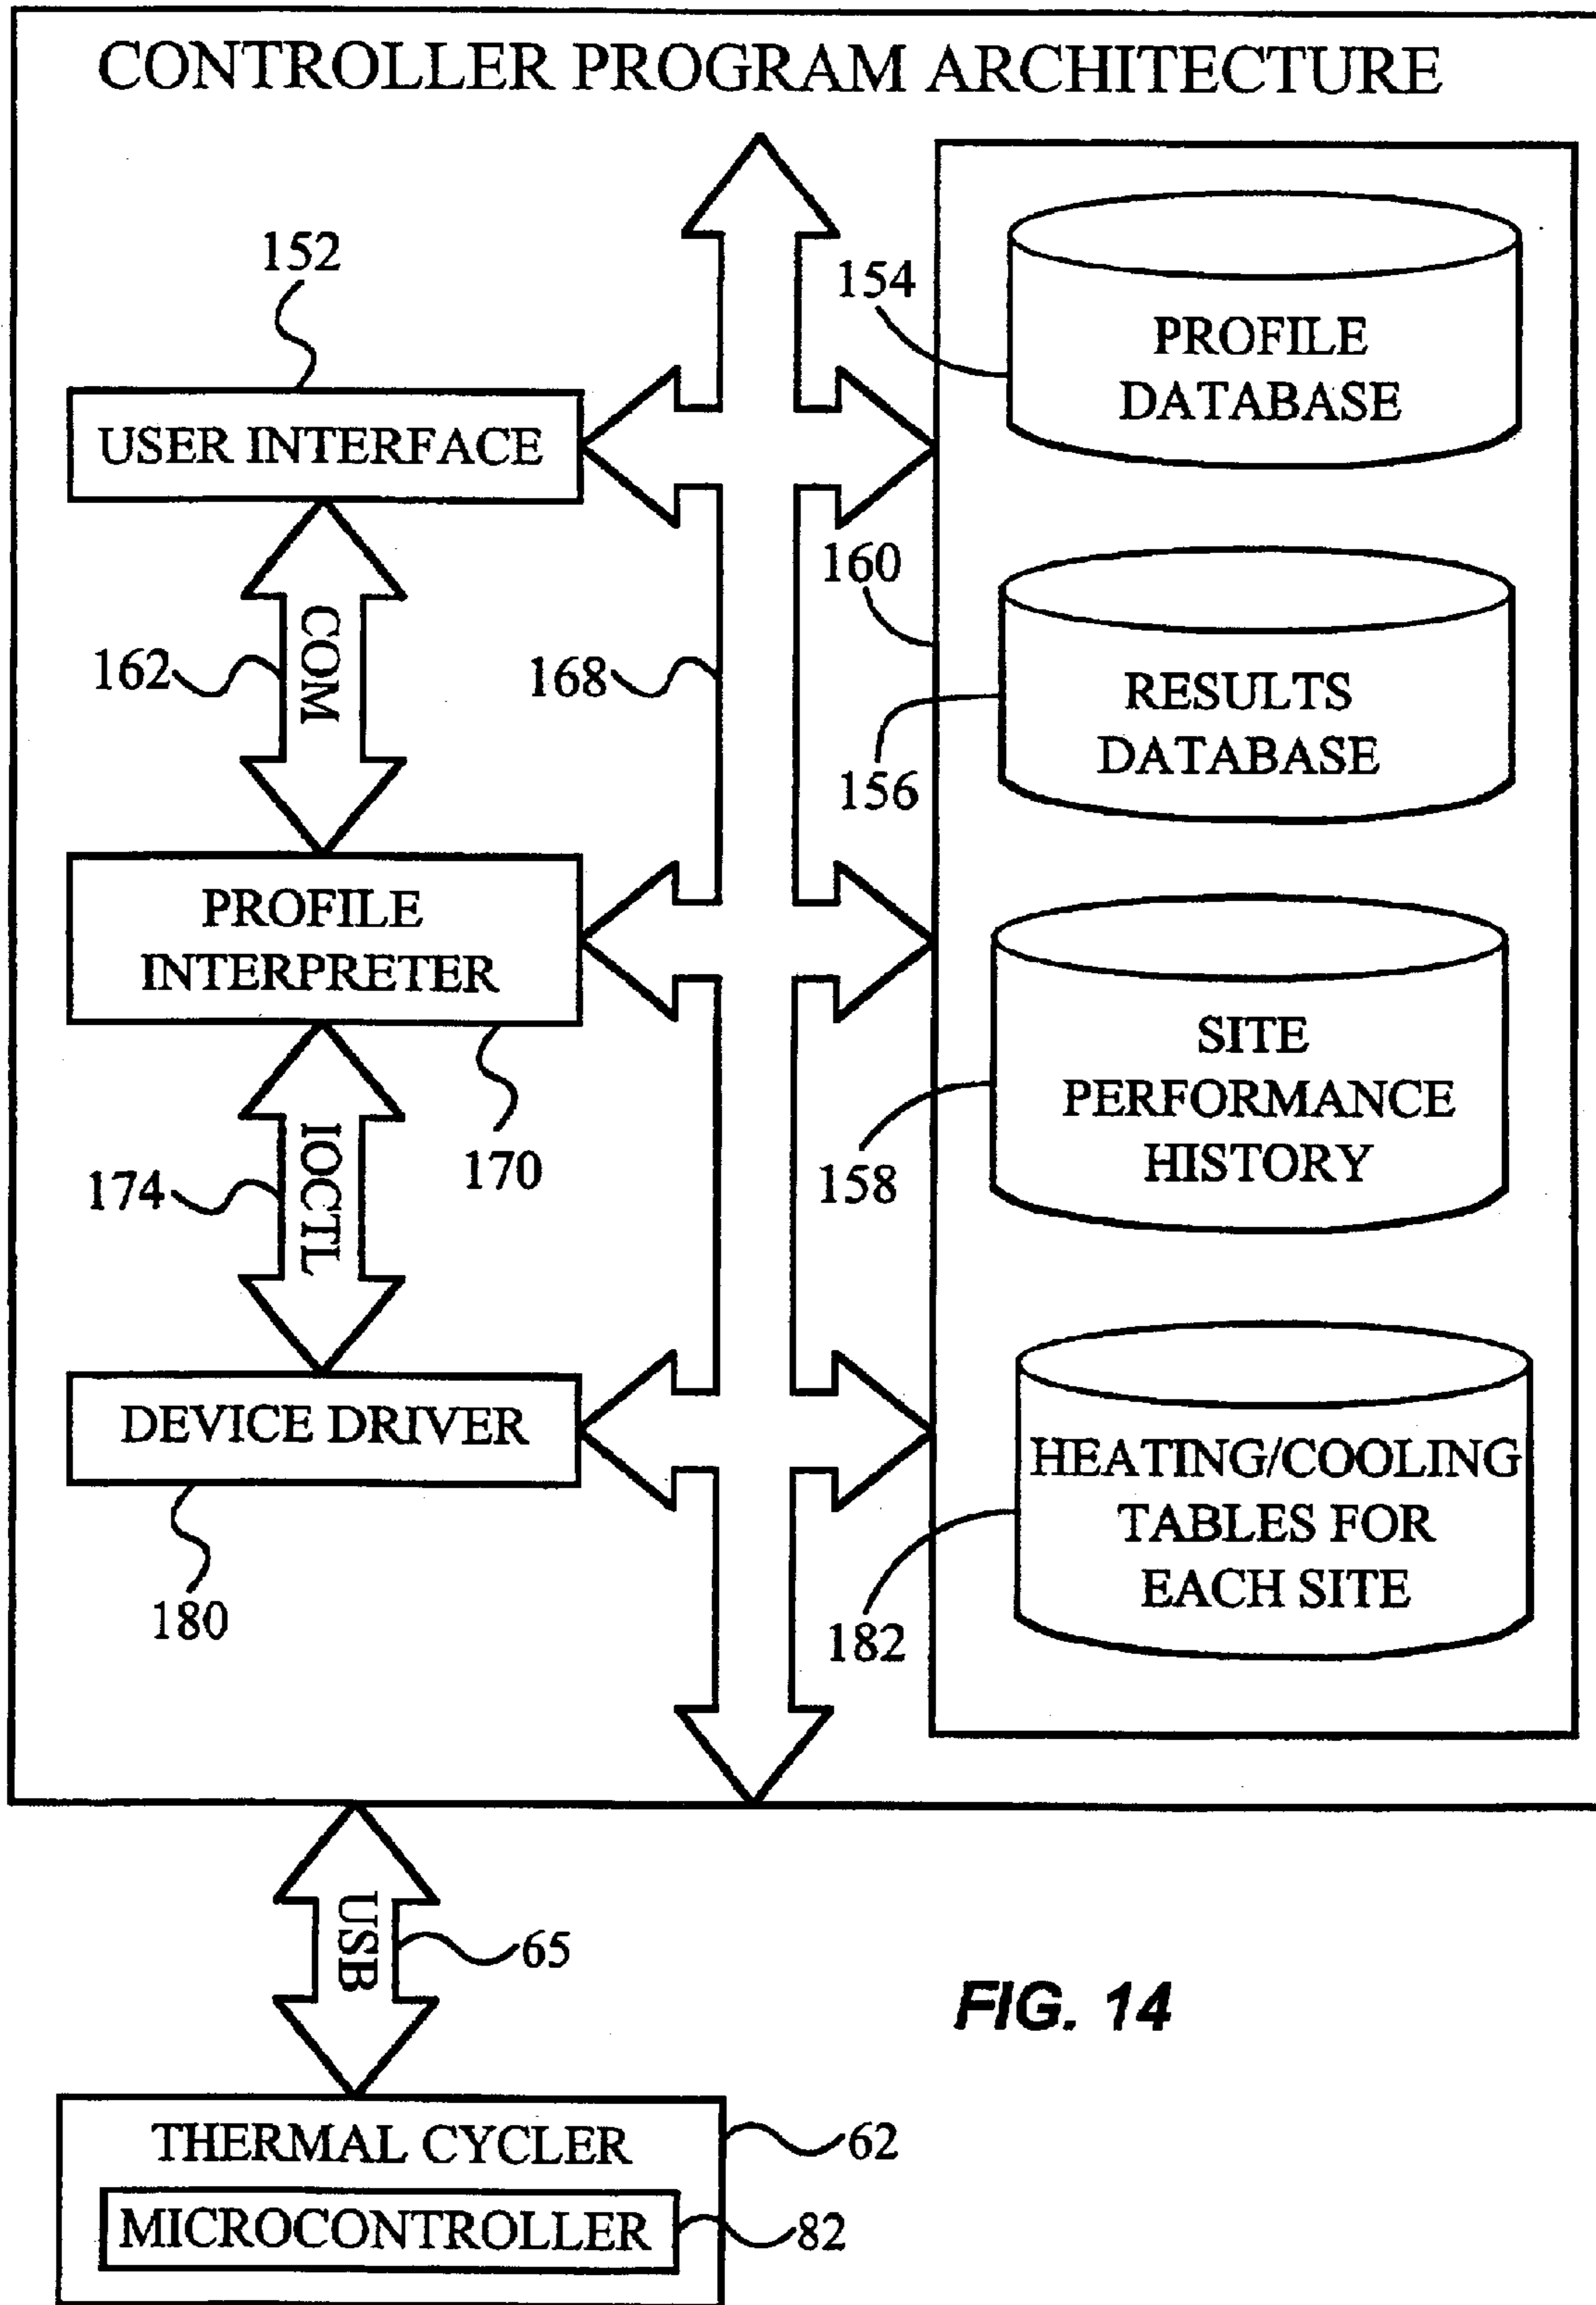 CONTROLLER PROGRAM ARCHITECTURE
152
154
PROFILE
DATABASE
USER INTERFACE
160
162
COM
168
RESULTS
DATABASE
156
PROFILE
INTERPRETER
SITE
PERFORMANCE
HISTORY
174
IOCTL
170
158
DEVICE DRIVER
HEATING/COOLING
TABLES FOR
EACH SITE
180
182
USB
65
FIG. 14
THERMAL CYCLER
62
MICROCONTROLLER
82